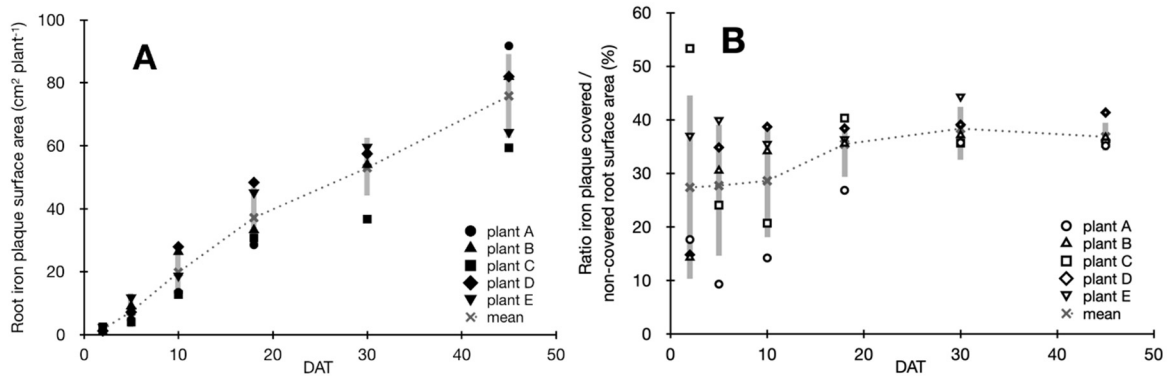 A
Root iron plaque surface area (cm² plant⁻¹)
100
80
60
40
20
0
0 10 20 30 40 50
DAT
plant A
plant B
plant C
plant D
plant E
mean
B
Ratio iron plaque covered /
non-covered root surface area (%)
60
50
40
30
20
10
0
0 10 20 30 40 50
DAT
plant A
plant B
plant C
plant D
plant E
mean